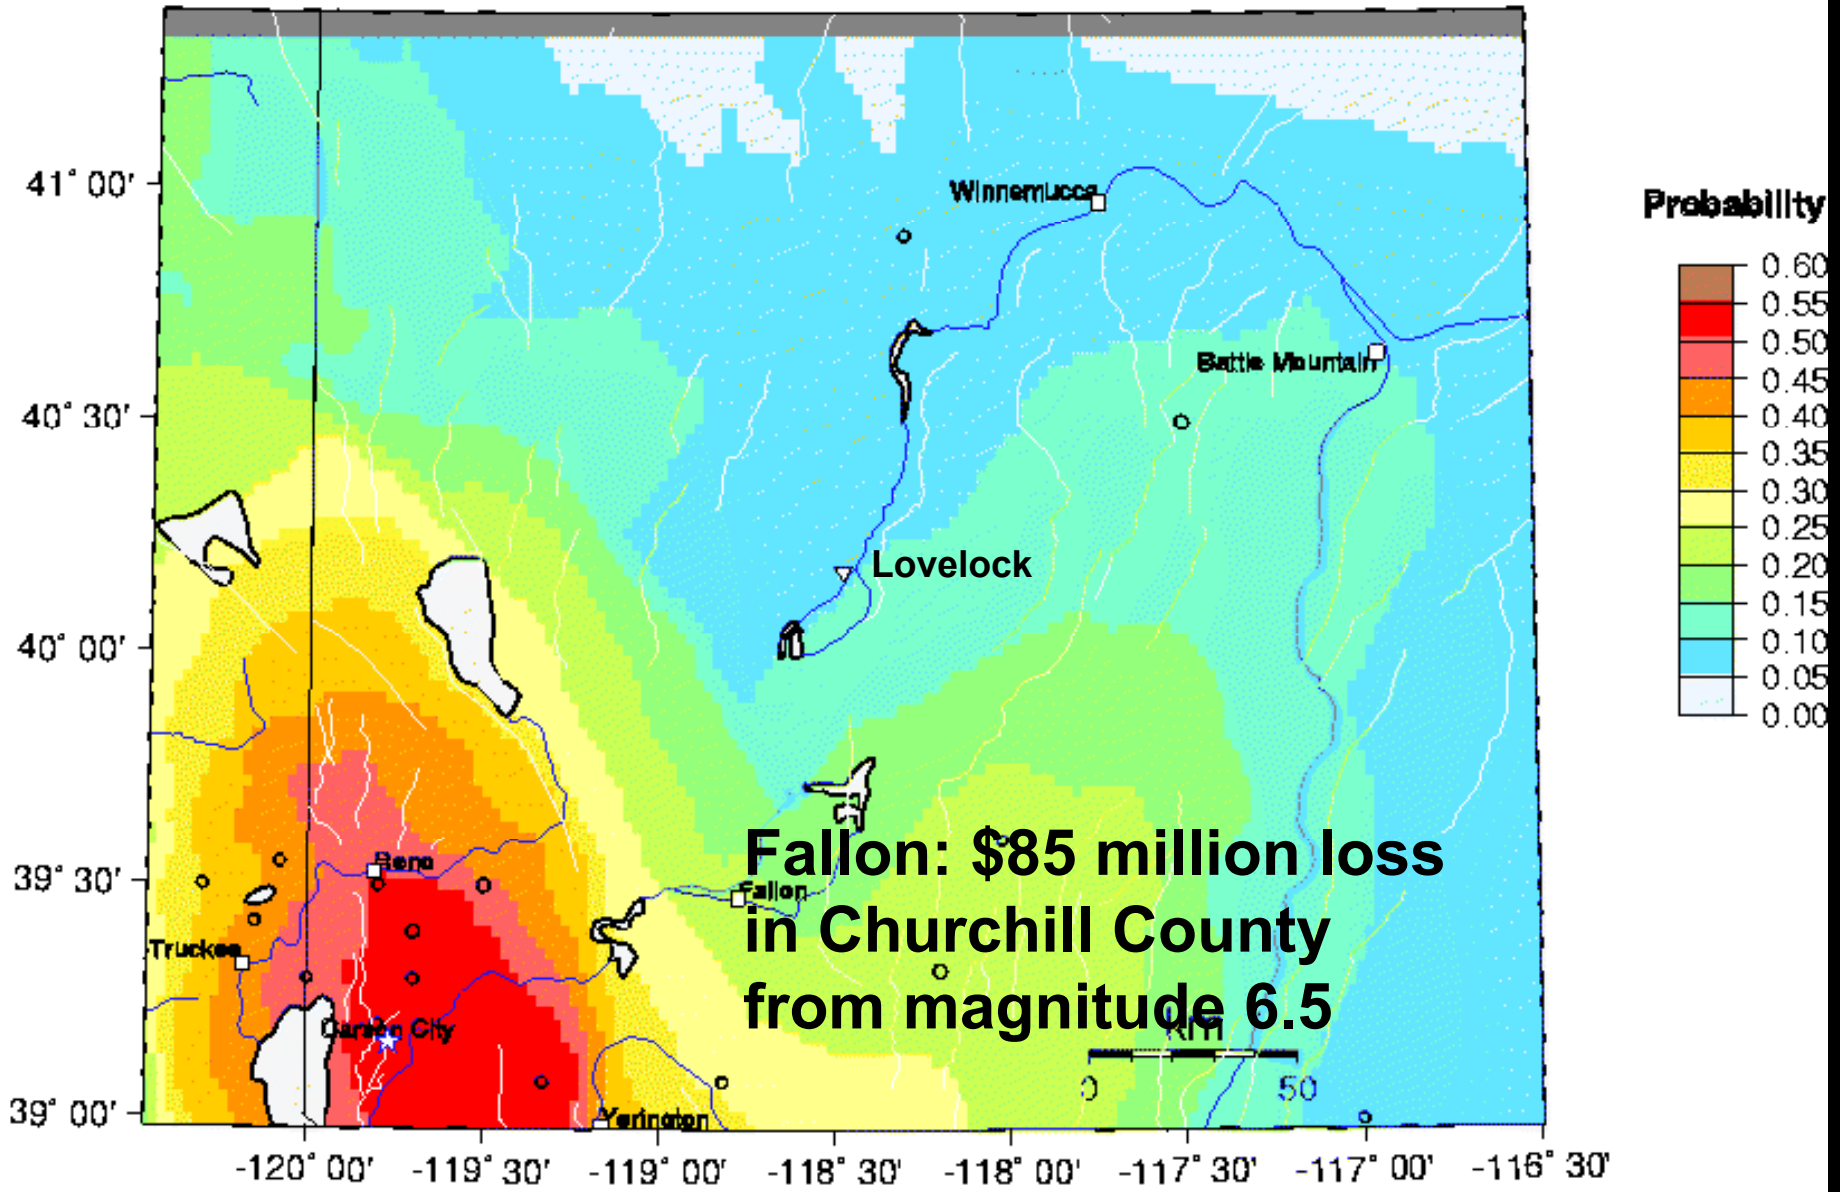 Winnemucca
Battle Mountain
Lovelock
Fallon: $85 million loss
in Churchill County
from magnitude 6.5
Reno
Fallon
Truckee
Carson City
Yerington
km
0 50
41° 00'
40° 30'
40° 00'
39° 30'
39° 00'
-120° 00' -119° 30' -119° 00' -118° 30' -118° 00' -117° 30' -117° 00' -116° 30'
Probability
0.60
0.55
0.50
0.45
0.40
0.35
0.30
0.25
0.20
0.15
0.10
0.05
0.00